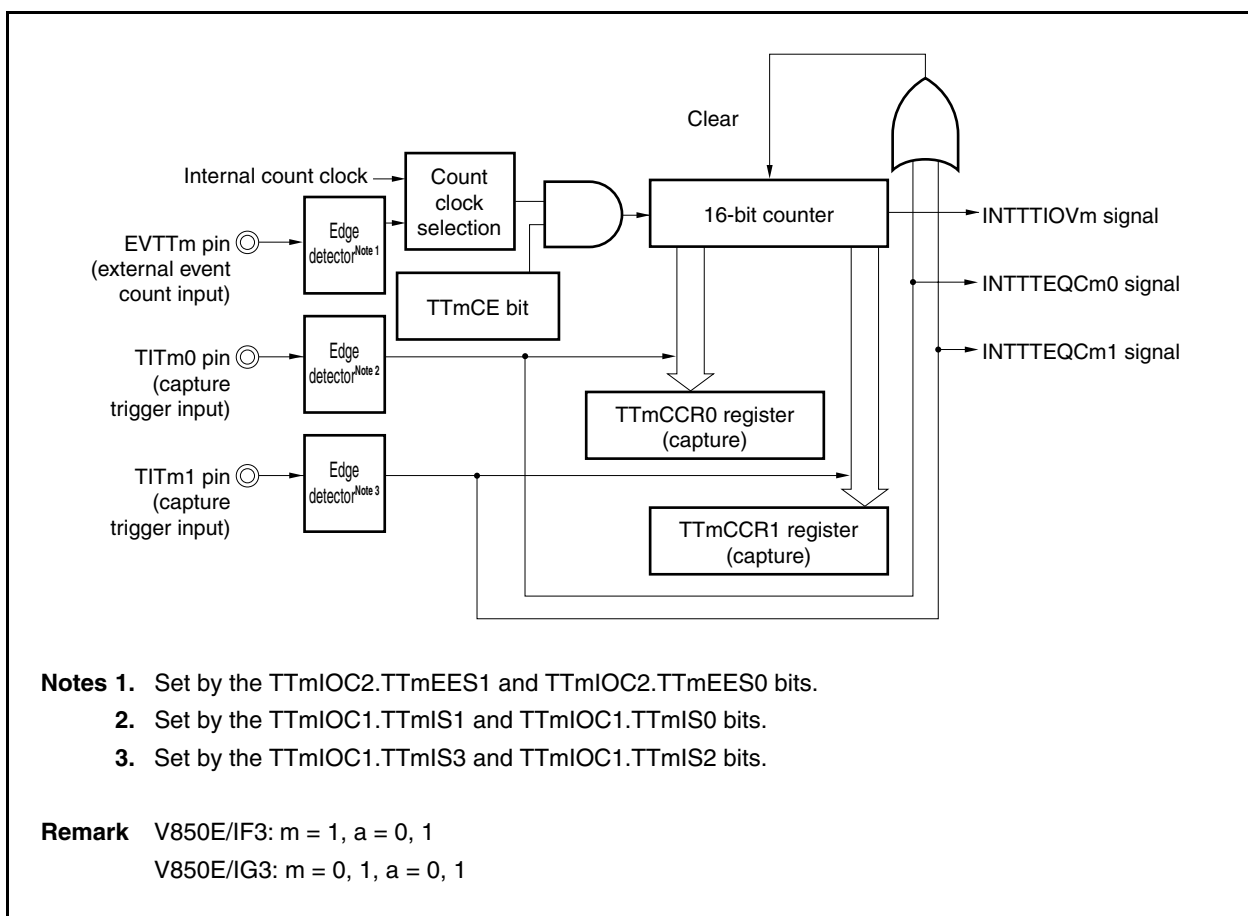 Clear
Internal count clock
Count
clock
selection
16-bit counter
INTTTIOVm signal
EVTTm pin
(external event
count input)
Edge
detectorNote 1
TTmCE bit
INTTTEQCm0 signal
TITm0 pin
(capture
trigger input)
Edge
detectorNote 2
INTTTEQCm1 signal
TTmCCR0 register
(capture)
TITm1 pin
(capture
trigger input)
Edge
detectorNote 3
TTmCCR1 register
(capture)
Notes 1. Set by the TTmIOC2.TTmEES1 and TTmIOC2.TTmEES0 bits.
2. Set by the TTmIOC1.TTmIS1 and TTmIOC1.TTmIS0 bits.
3. Set by the TTmIOC1.TTmIS3 and TTmIOC1.TTmIS2 bits.
Remark V850E/IF3: m = 1, a = 0, 1
V850E/IG3: m = 0, 1, a = 0, 1